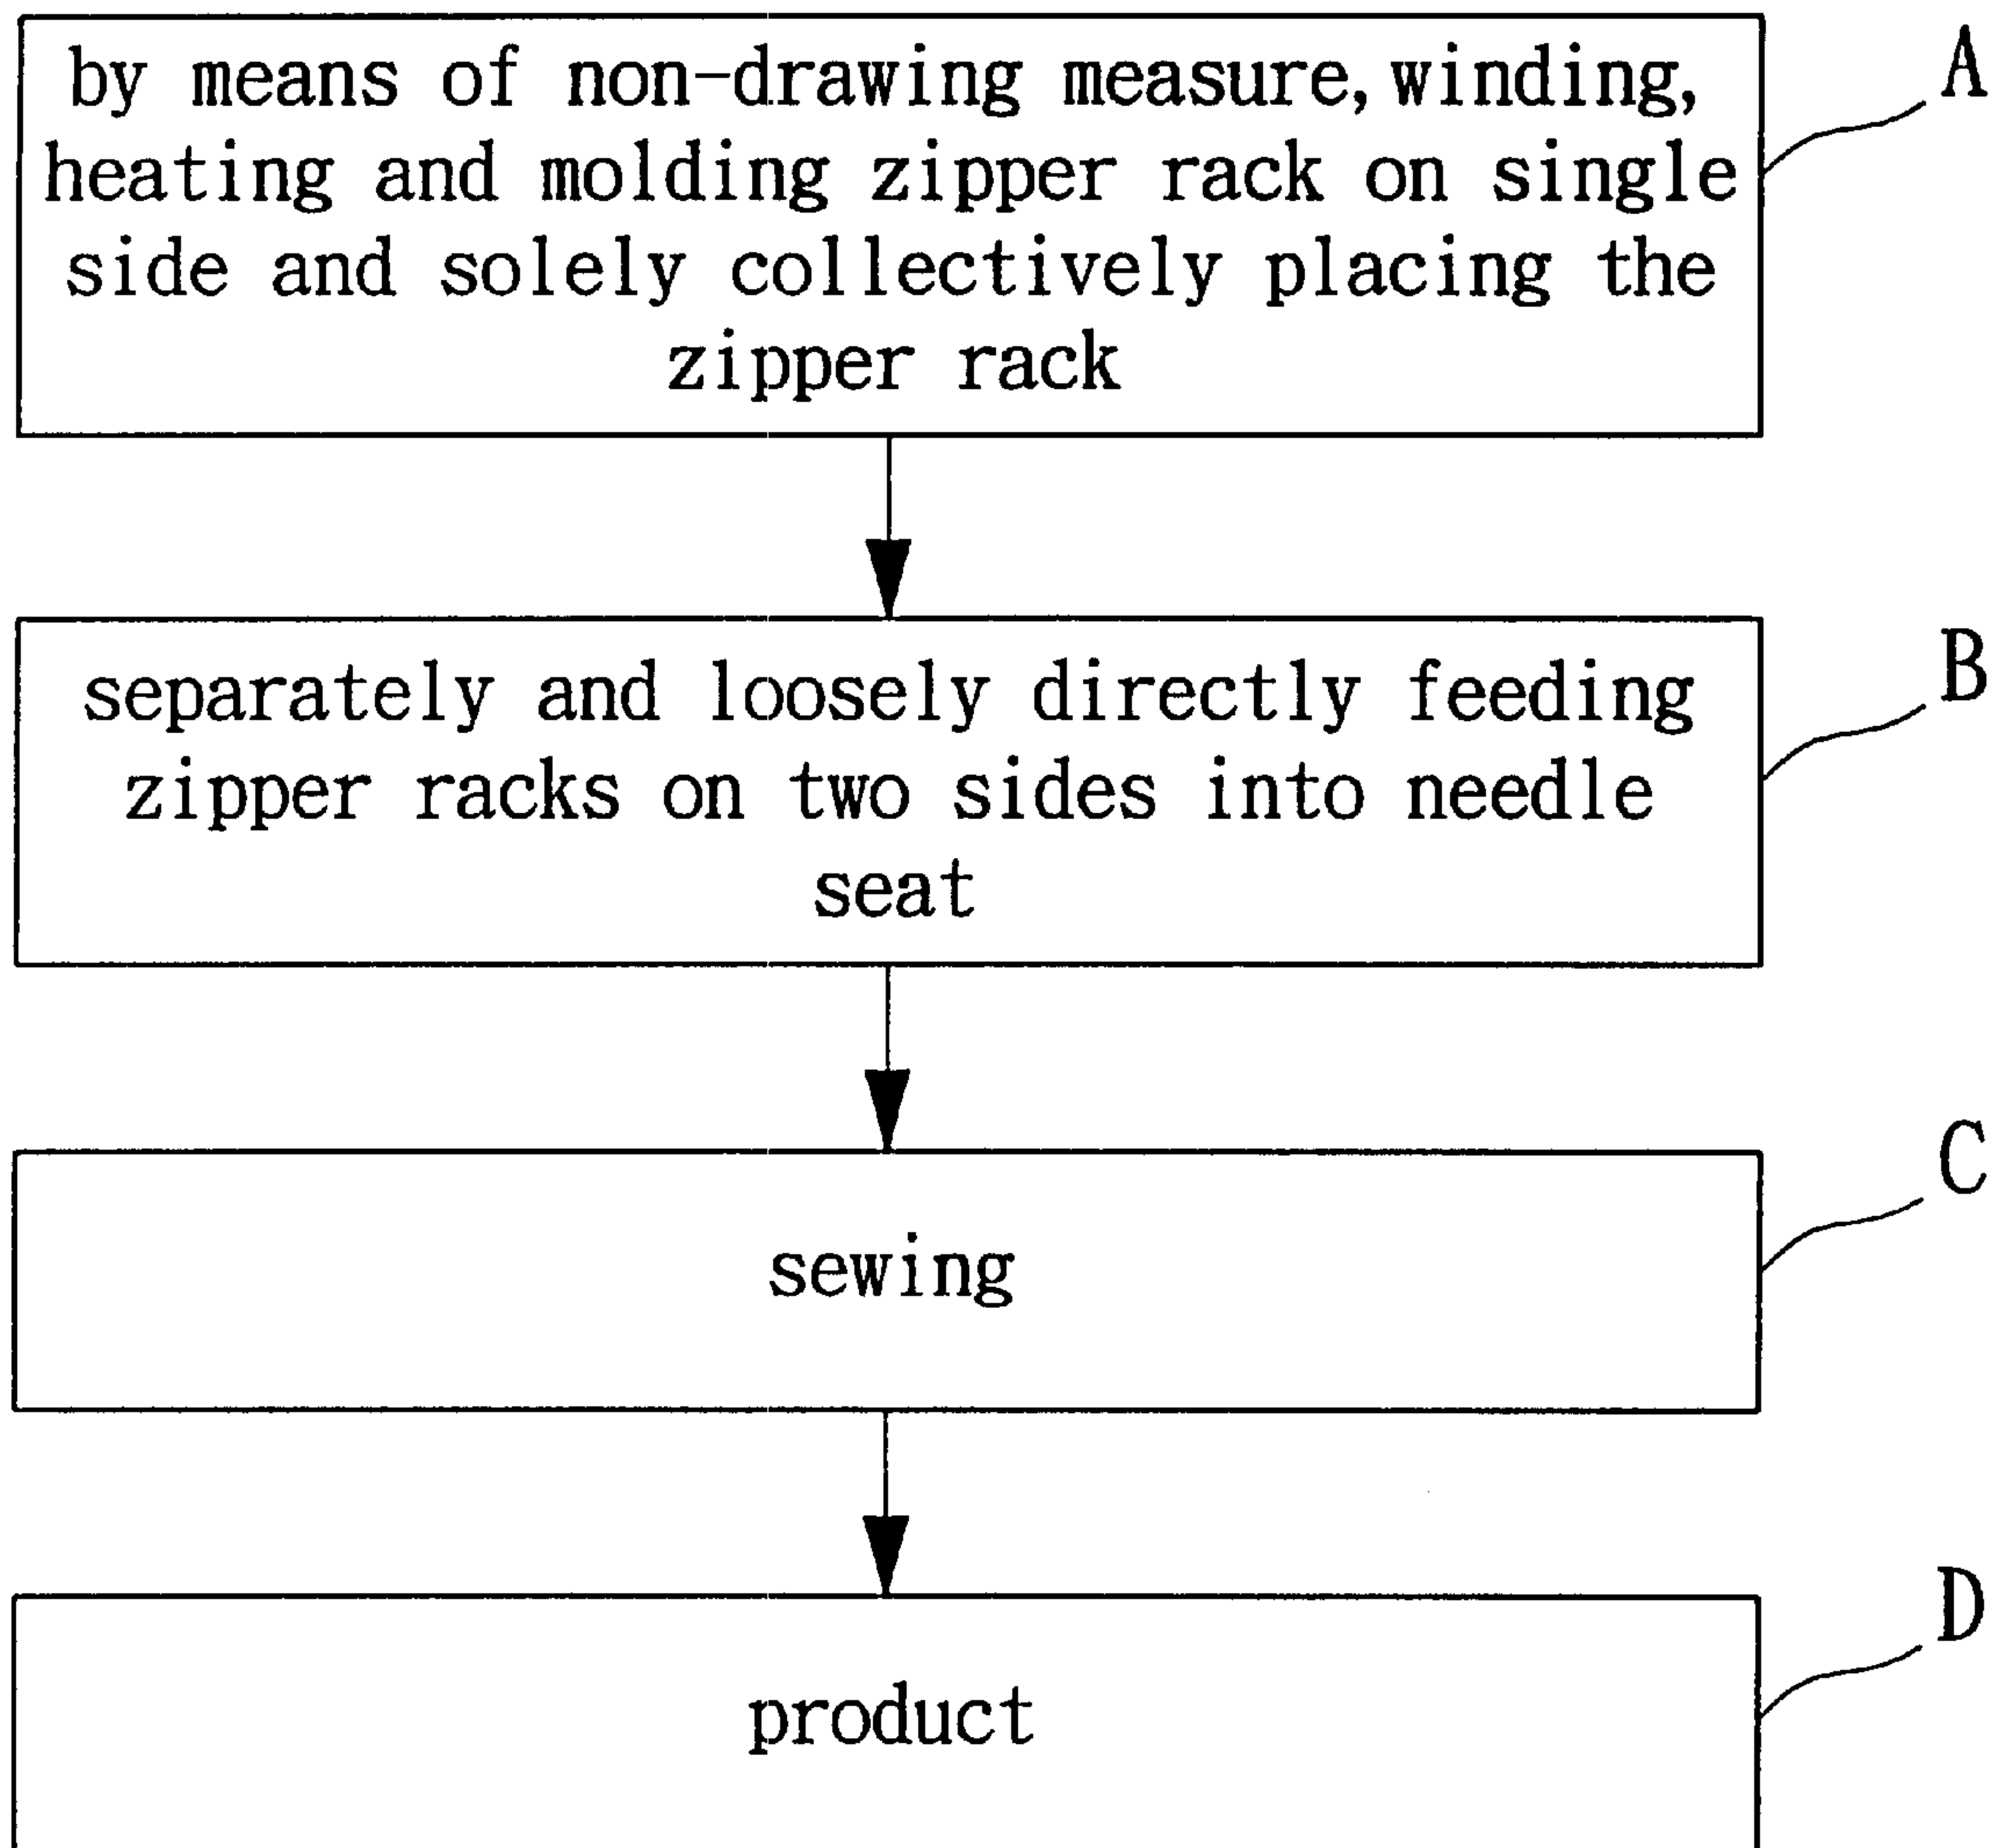 by means of non-drawing measure, winding,
heating and molding zipper rack on single
side and solely collectively placing the
zipper rack
A
separately and loosely directly feeding
zipper racks on two sides into needle
seat
B
sewing
C
product
D